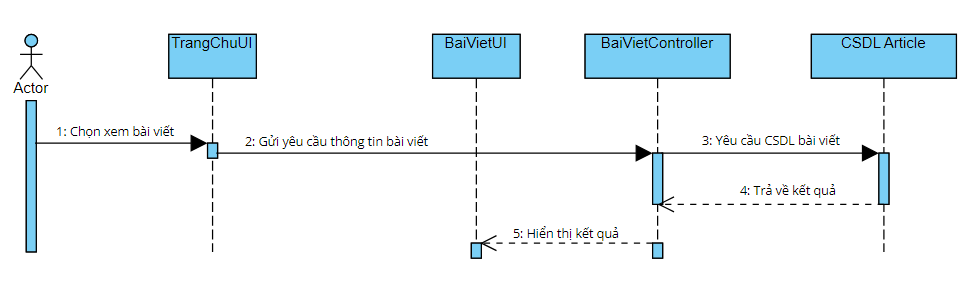 TrangChuUI
BaiVietUI
BaiVietController
CSDL Article
Actor
1: Chọn xem bài viết
2: Gửi yêu cầu thông tin bài viết
3: Yêu cầu CSDL bài viết
4: Trả về kết quả
5: Hiển thị kết quả